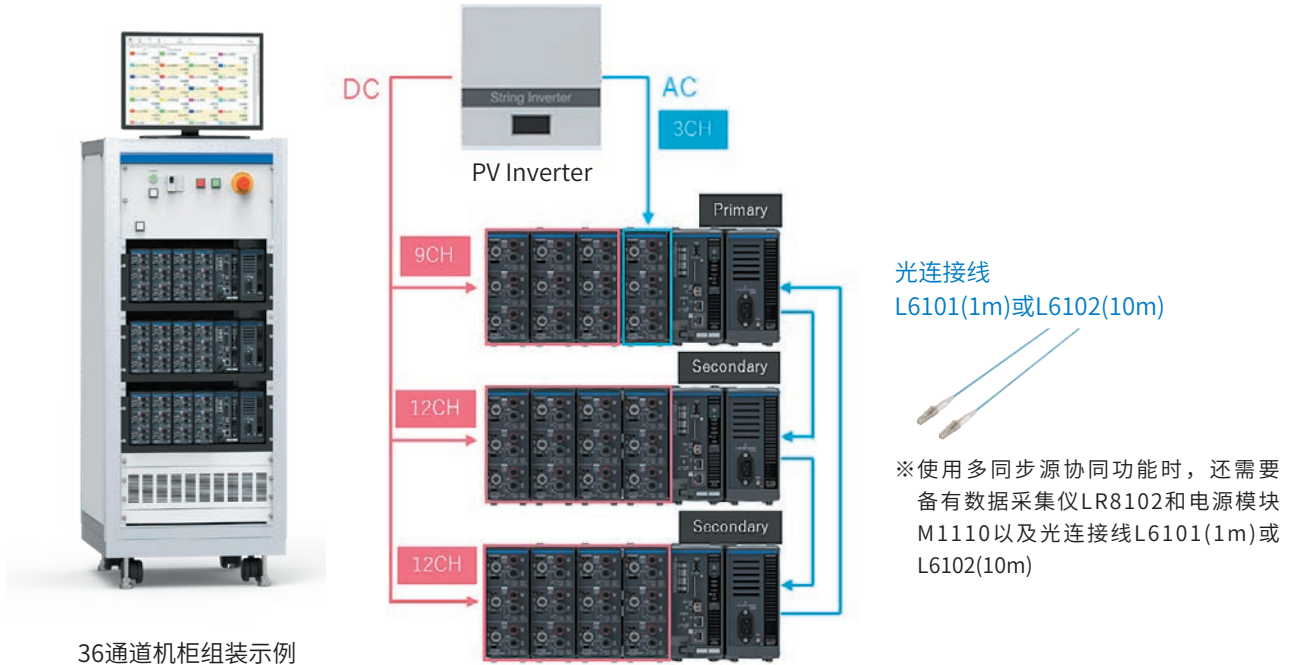 DC
String Inverter
AC
3CH
PV Inverter
Primary
9CH
Secondary
12CH
Secondary
12CH
36通道机柜组装示例
光连接线
L6101(1m)或L6102(10m)
※使用多同步源协同功能时，还需要
备有数据采集仪LR8102和电源模块
M1110以及光连接线L6101(1m)或
L6102(10m)